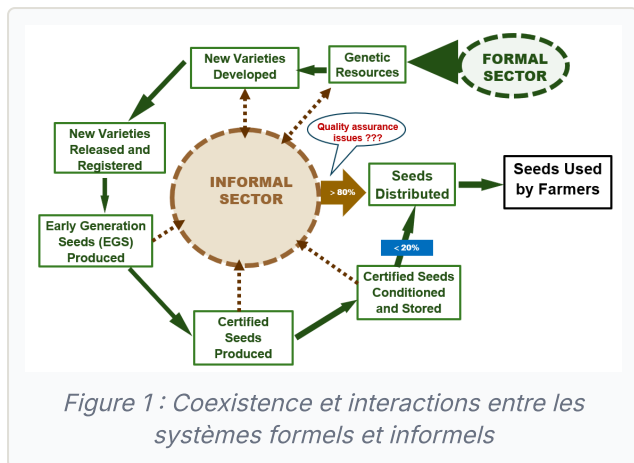 FORMAL
SECTOR
Genetic
Resources
New Varieties
Developed
New Varieties
Released and
Registered
Early Generation
Seeds (EGS)
Produced
Certified
Seeds
Produced
Certified Seeds
Conditioned
and Stored
< 20%
INFORMAL
SECTOR
Quality assurance
issues ???
> 80%
Seeds
Distributed
Seeds Used
by Farmers
Figure 1 : Coexistence et interactions entre les
systèmes formels et informels